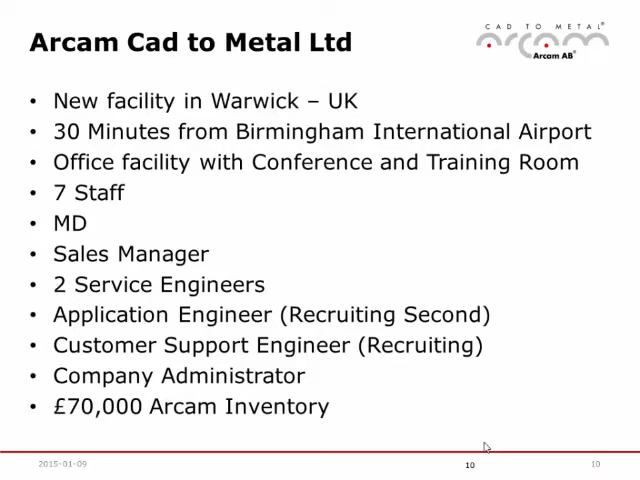 Arcam Cad to Metal Ltd
CAD TO METAL®
arcam
Arcam AB®
• New facility in Warwick – UK
• 30 Minutes from Birmingham International Airport
• Office facility with Conference and Training Room
• 7 Staff
• MD
• Sales Manager
• 2 Service Engineers
• Application Engineer (Recruiting Second)
• Customer Support Engineer (Recruiting)
• Company Administrator
• £70,000 Arcam Inventory
2015-01-09
10
10